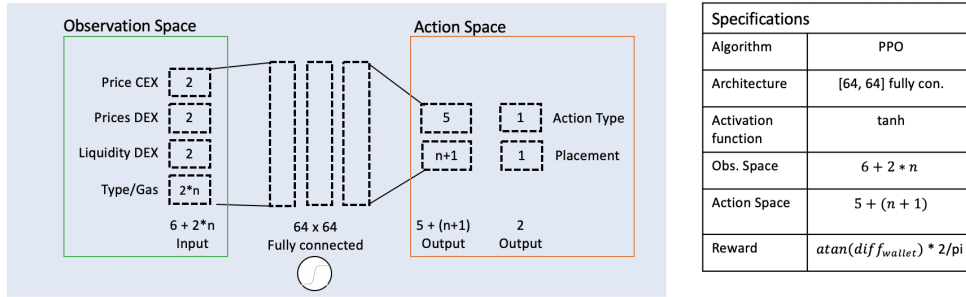 Observation Space
Action Space
Price CEX
2
Prices DEX
2
Liquidity DEX
2
Type/Gas
2*n
6 + 2*n
Input
64 x 64
Fully connected
5
1
Action Type
n+1
1
Placement
5 + (n+1)
Output
2
Output
Specifications
Algorithm
PPO
Architecture
[64, 64] fully con.
Activation
function
tanh
Obs. Space
6 + 2 * n
Action Space
5 + (n + 1)
Reward
atan(diff_wallet) * 2/pi